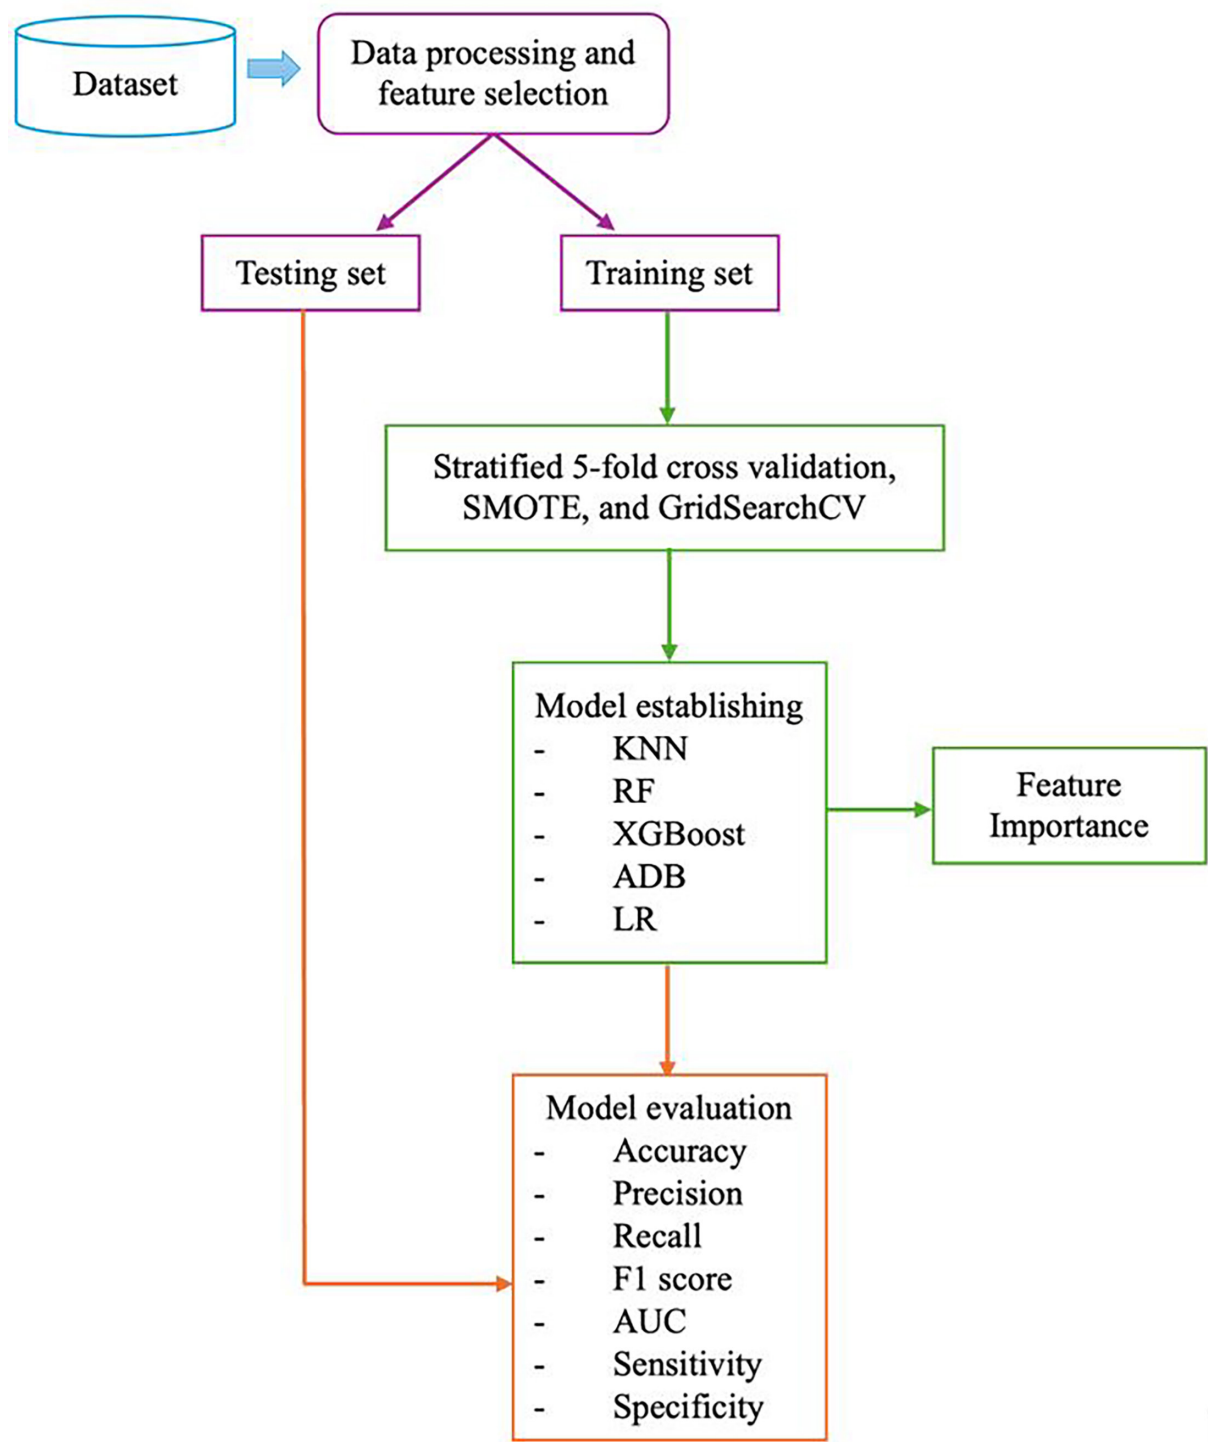 Dataset
Data processing and
feature selection
Testing set
Training set
Stratified 5-fold cross validation,
SMOTE, and GridSearchCV
Model establishing
- KNN
- RF
- XGBoost
- ADB
- LR
Feature
Importance
Model evaluation
- Accuracy
- Precision
- Recall
- F1 score
- AUC
- Sensitivity
- Specificity